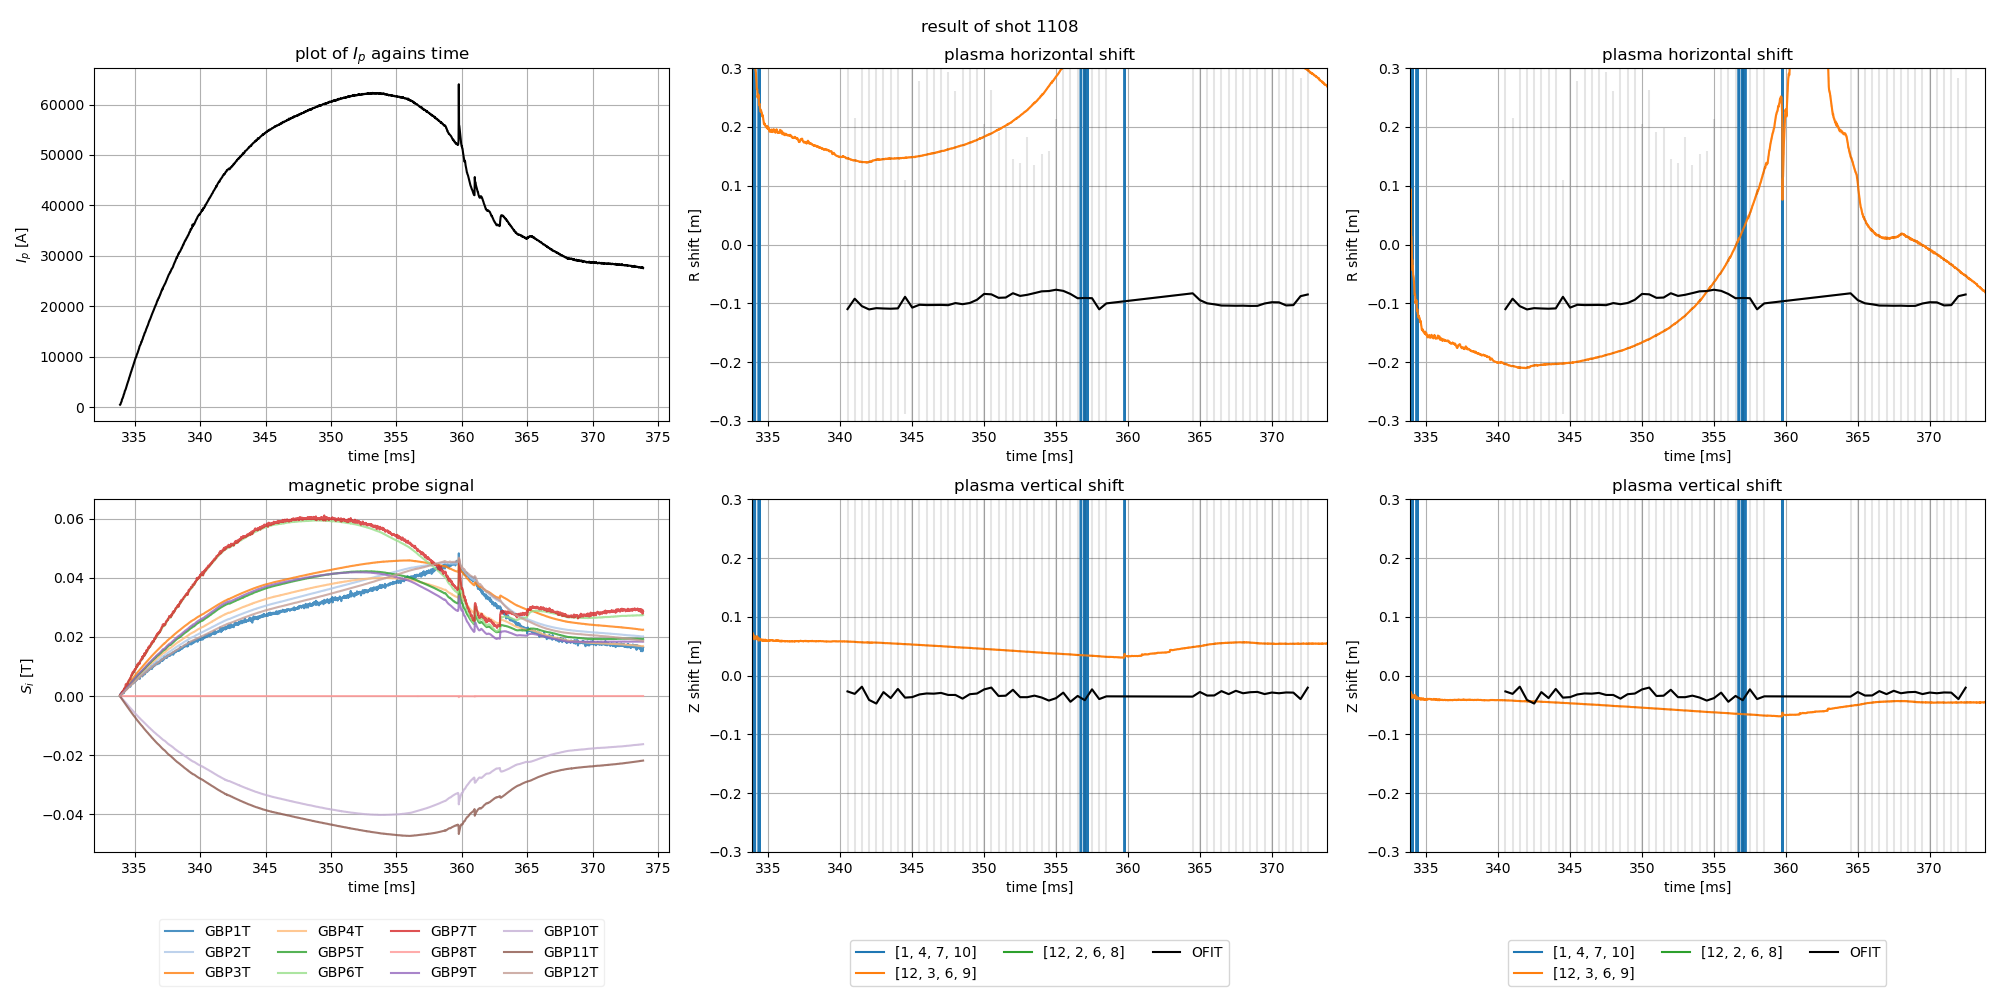 result of shot 1108
plot of I_p agains time
60000
50000
40000
30000
20000
10000
0
I_p [A]
335 340 345 350 355 360 365 370 375
time [ms]
plasma horizontal shift
0.3
0.2
0.1
0.0
−0.1
−0.2
−0.3
R shift [m]
335 340 345 350 355 360 365 370
time [ms]
plasma horizontal shift
0.3
0.2
0.1
0.0
−0.1
−0.2
−0.3
R shift [m]
335 340 345 350 355 360 365 370
time [ms]
magnetic probe signal
0.06
0.04
0.02
0.00
−0.02
−0.04
S_i [T]
335 340 345 350 355 360 365 370 375
time [ms]
GBP1T GBP4T GBP7T GBP10T
GBP2T GBP5T GBP8T GBP11T
GBP3T GBP6T GBP9T GBP12T
plasma vertical shift
0.3
0.2
0.1
0.0
−0.1
−0.2
−0.3
Z shift [m]
335 340 345 350 355 360 365 370
time [ms]
[1, 4, 7, 10] [12, 2, 6, 8] OFIT
[12, 3, 6, 9]
plasma vertical shift
0.3
0.2
0.1
0.0
−0.1
−0.2
−0.3
Z shift [m]
335 340 345 350 355 360 365 370
time [ms]
[1, 4, 7, 10] [12, 2, 6, 8] OFIT
[12, 3, 6, 9]